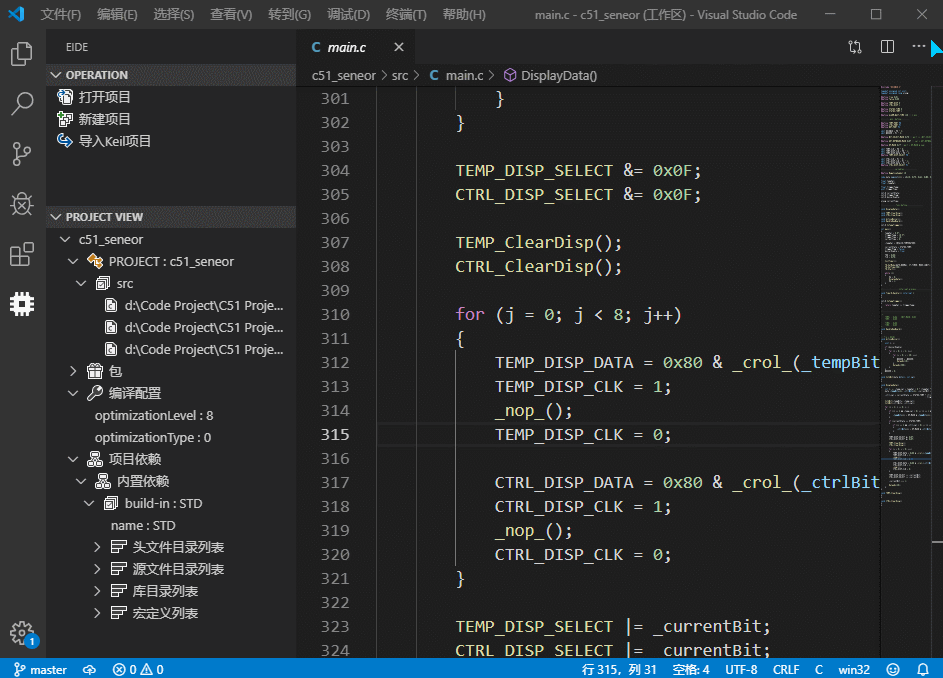 文件(F) 编辑(E) 选择(S) 查看(V) 转到(G) 调试(D) 终端(T) 帮助(H) main.c - c51_seneor (工作区) - Visual Studio Code
EIDE
OPERATION
打开项目
新建项目
导入Keil项目
PROJECT VIEW
c51_seneor
PROJECT : c51_seneor
src
d:\Code Project\C51 Proje...
d:\Code Project\C51 Proje...
d:\Code Project\C51 Proje...
包
编译配置
optimizationLevel : 8
optimizationType : 0
项目依赖
内置依赖
build-in : STD
name : STD
头文件目录列表
源文件目录列表
库目录列表
宏定义列表
1
C main.c
c51_seneor > src > C main.c > DisplayData()
301 }
302 }
303
304 TEMP_DISP_SELECT &= 0x0F;
305 CTRL_DISP_SELECT &= 0x0F;
306
307 TEMP_ClearDisp();
308 CTRL_ClearDisp();
309
310 for (j = 0; j < 8; j++)
311 {
312 TEMP_DISP_DATA = 0x80 & _crol_(_tempBit
313 TEMP_DISP_CLK = 1;
314 _nop_();
315 TEMP_DISP_CLK = 0;
316
317 CTRL_DISP_DATA = 0x80 & _crol_(_ctrlBit
318 CTRL_DISP_CLK = 1;
319 _nop_();
320 CTRL_DISP_CLK = 0;
321 }
322
323 TEMP_DISP_SELECT |= _currentBit;
324 CTRL_DISP_SELECT |= _currentBit;
master 0 0 行 315，列 31 空格: 4 UTF-8 CRLF C win32